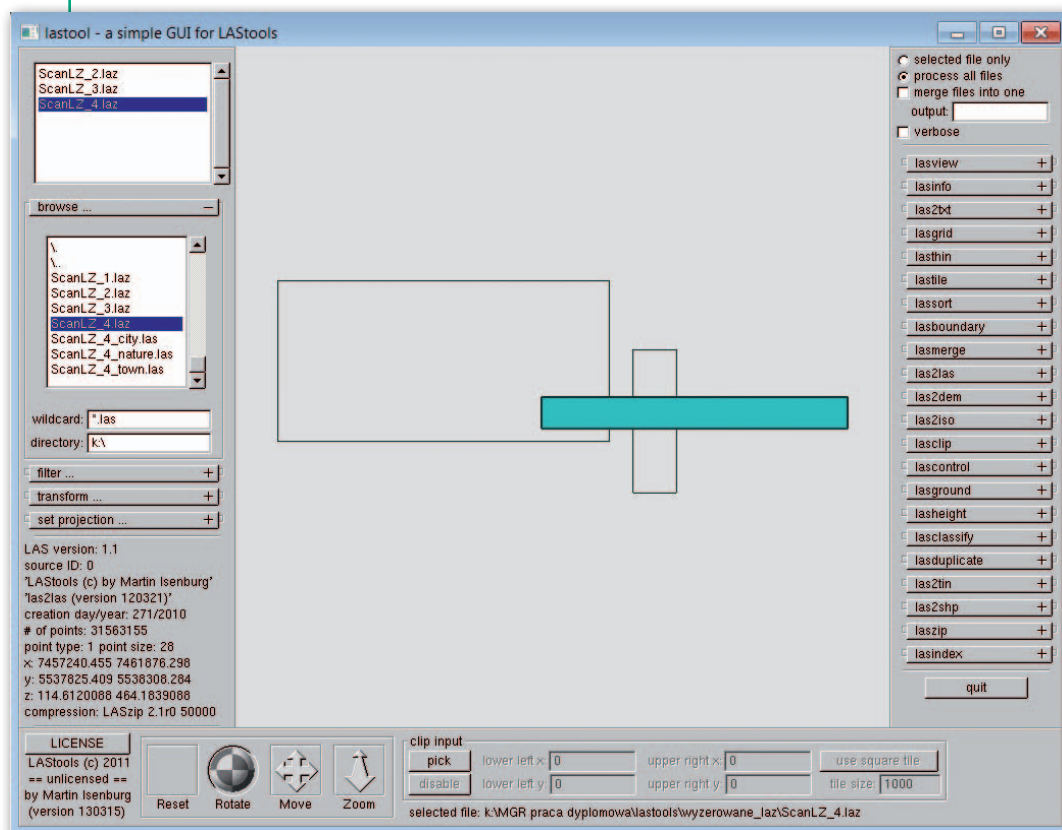 lastool - a simple GUI for LAStools
ScanLZ_2.laz
ScanLZ_3.laz
ScanLZ_4.laz
browse ...
\.
\..
ScanLZ_1.laz
ScanLZ_2.laz
ScanLZ_3.laz
ScanLZ_4.laz
ScanLZ_4_city.las
ScanLZ_4_nature.las
ScanLZ_4_town.las
wildcard: *.las
directory: k:\
filter ...
transform ...
set projection ...
LAS version: 1.1
source ID: 0
'LAStools (c) by Martin Isenburg'
'las2las (version 120321)'
creation day/year: 271/2010
# of points: 31563155
point type: 1 point size: 28
x: 7457240.455 7461876.298
y: 5537825.409 5538308.284
z: 114.6120088 464.1839088
compression: LASzip 2.1r0 50000
selected file only
process all files
merge files into one
output:
verbose
lasview
lasinfo
las2txt
lasgrid
lasthin
lastile
lassort
lasboundary
lasmerge
las2las
las2dem
las2iso
lasclip
lascontrol
lasground
lasheight
lasclassify
lasduplicate
las2tin
las2shp
laszip
lasindex
quit
LICENSE
LAStools (c) 2011
== unlicensed ==
by Martin Isenburg
(version 130315)
Reset Rotate Move Zoom
clip input
pick lower left x: 0 upper right x: 0 use square tile
disable lower left y: 0 upper right y: 0 tile size: 1000
selected file: k:\MGR praca dyplomowa\lastools\wyzerowane_laz\ScanLZ_4.laz